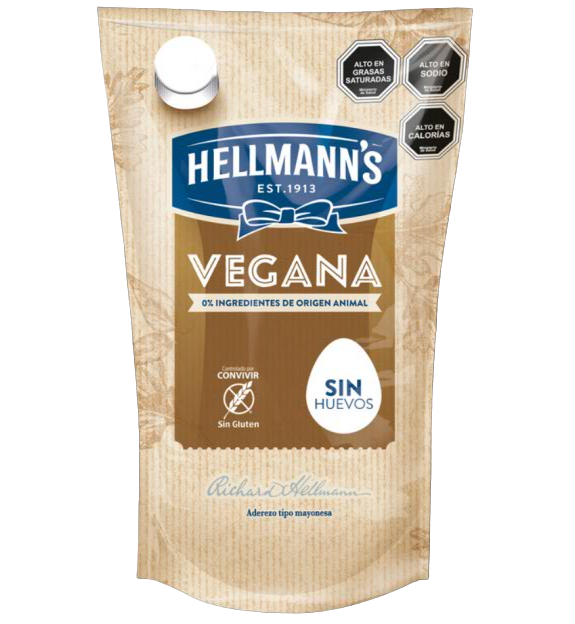 ALTO EN
GRASAS
SATURADAS
Ministerio
de Salud
ALTO EN
SODIO
Ministerio
de Salud
ALTO EN
CALORÍAS
Ministerio
de Salud
HELLMANN'S
EST.1913
VEGANA
0% INGREDIENTES DE ORIGEN ANIMAL
Controlado por
CONVIVIR
Sin Gluten
SIN
HUEVOS
Richard Hellmann
Aderezo tipo mayonesa